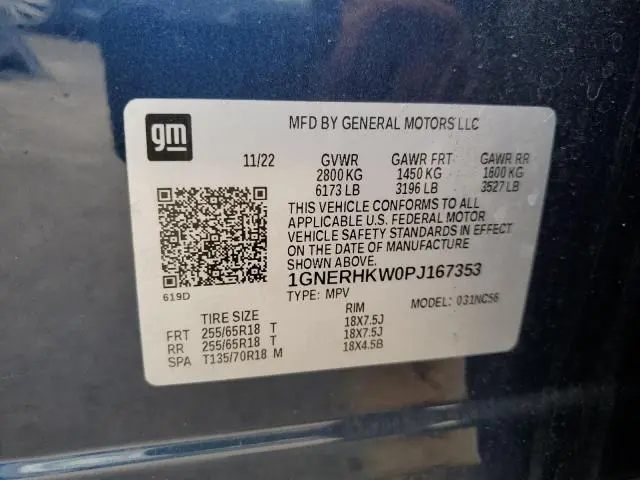 gm
MFD BY GENERAL MOTORS LLC
11/22 GVWR GAWR FRT GAWR RR
2800 KG 1450 KG 1600 KG
6173 LB 3196 LB 3527 LB
THIS VEHICLE CONFORMS TO ALL
APPLICABLE U.S. FEDERAL MOTOR
VEHICLE SAFETY STANDARDS IN EFFECT
ON THE DATE OF MANUFACTURE
SHOWN ABOVE.
1GNERHKW0PJ167353
619D
TYPE: MPV MODEL: 031NC56
TIRE SIZE RIM
FRT 255/65R18 T 18X7.5J
RR 255/65R18 T 18X7.5J
SPA T135/70R18 M 18X4.5B